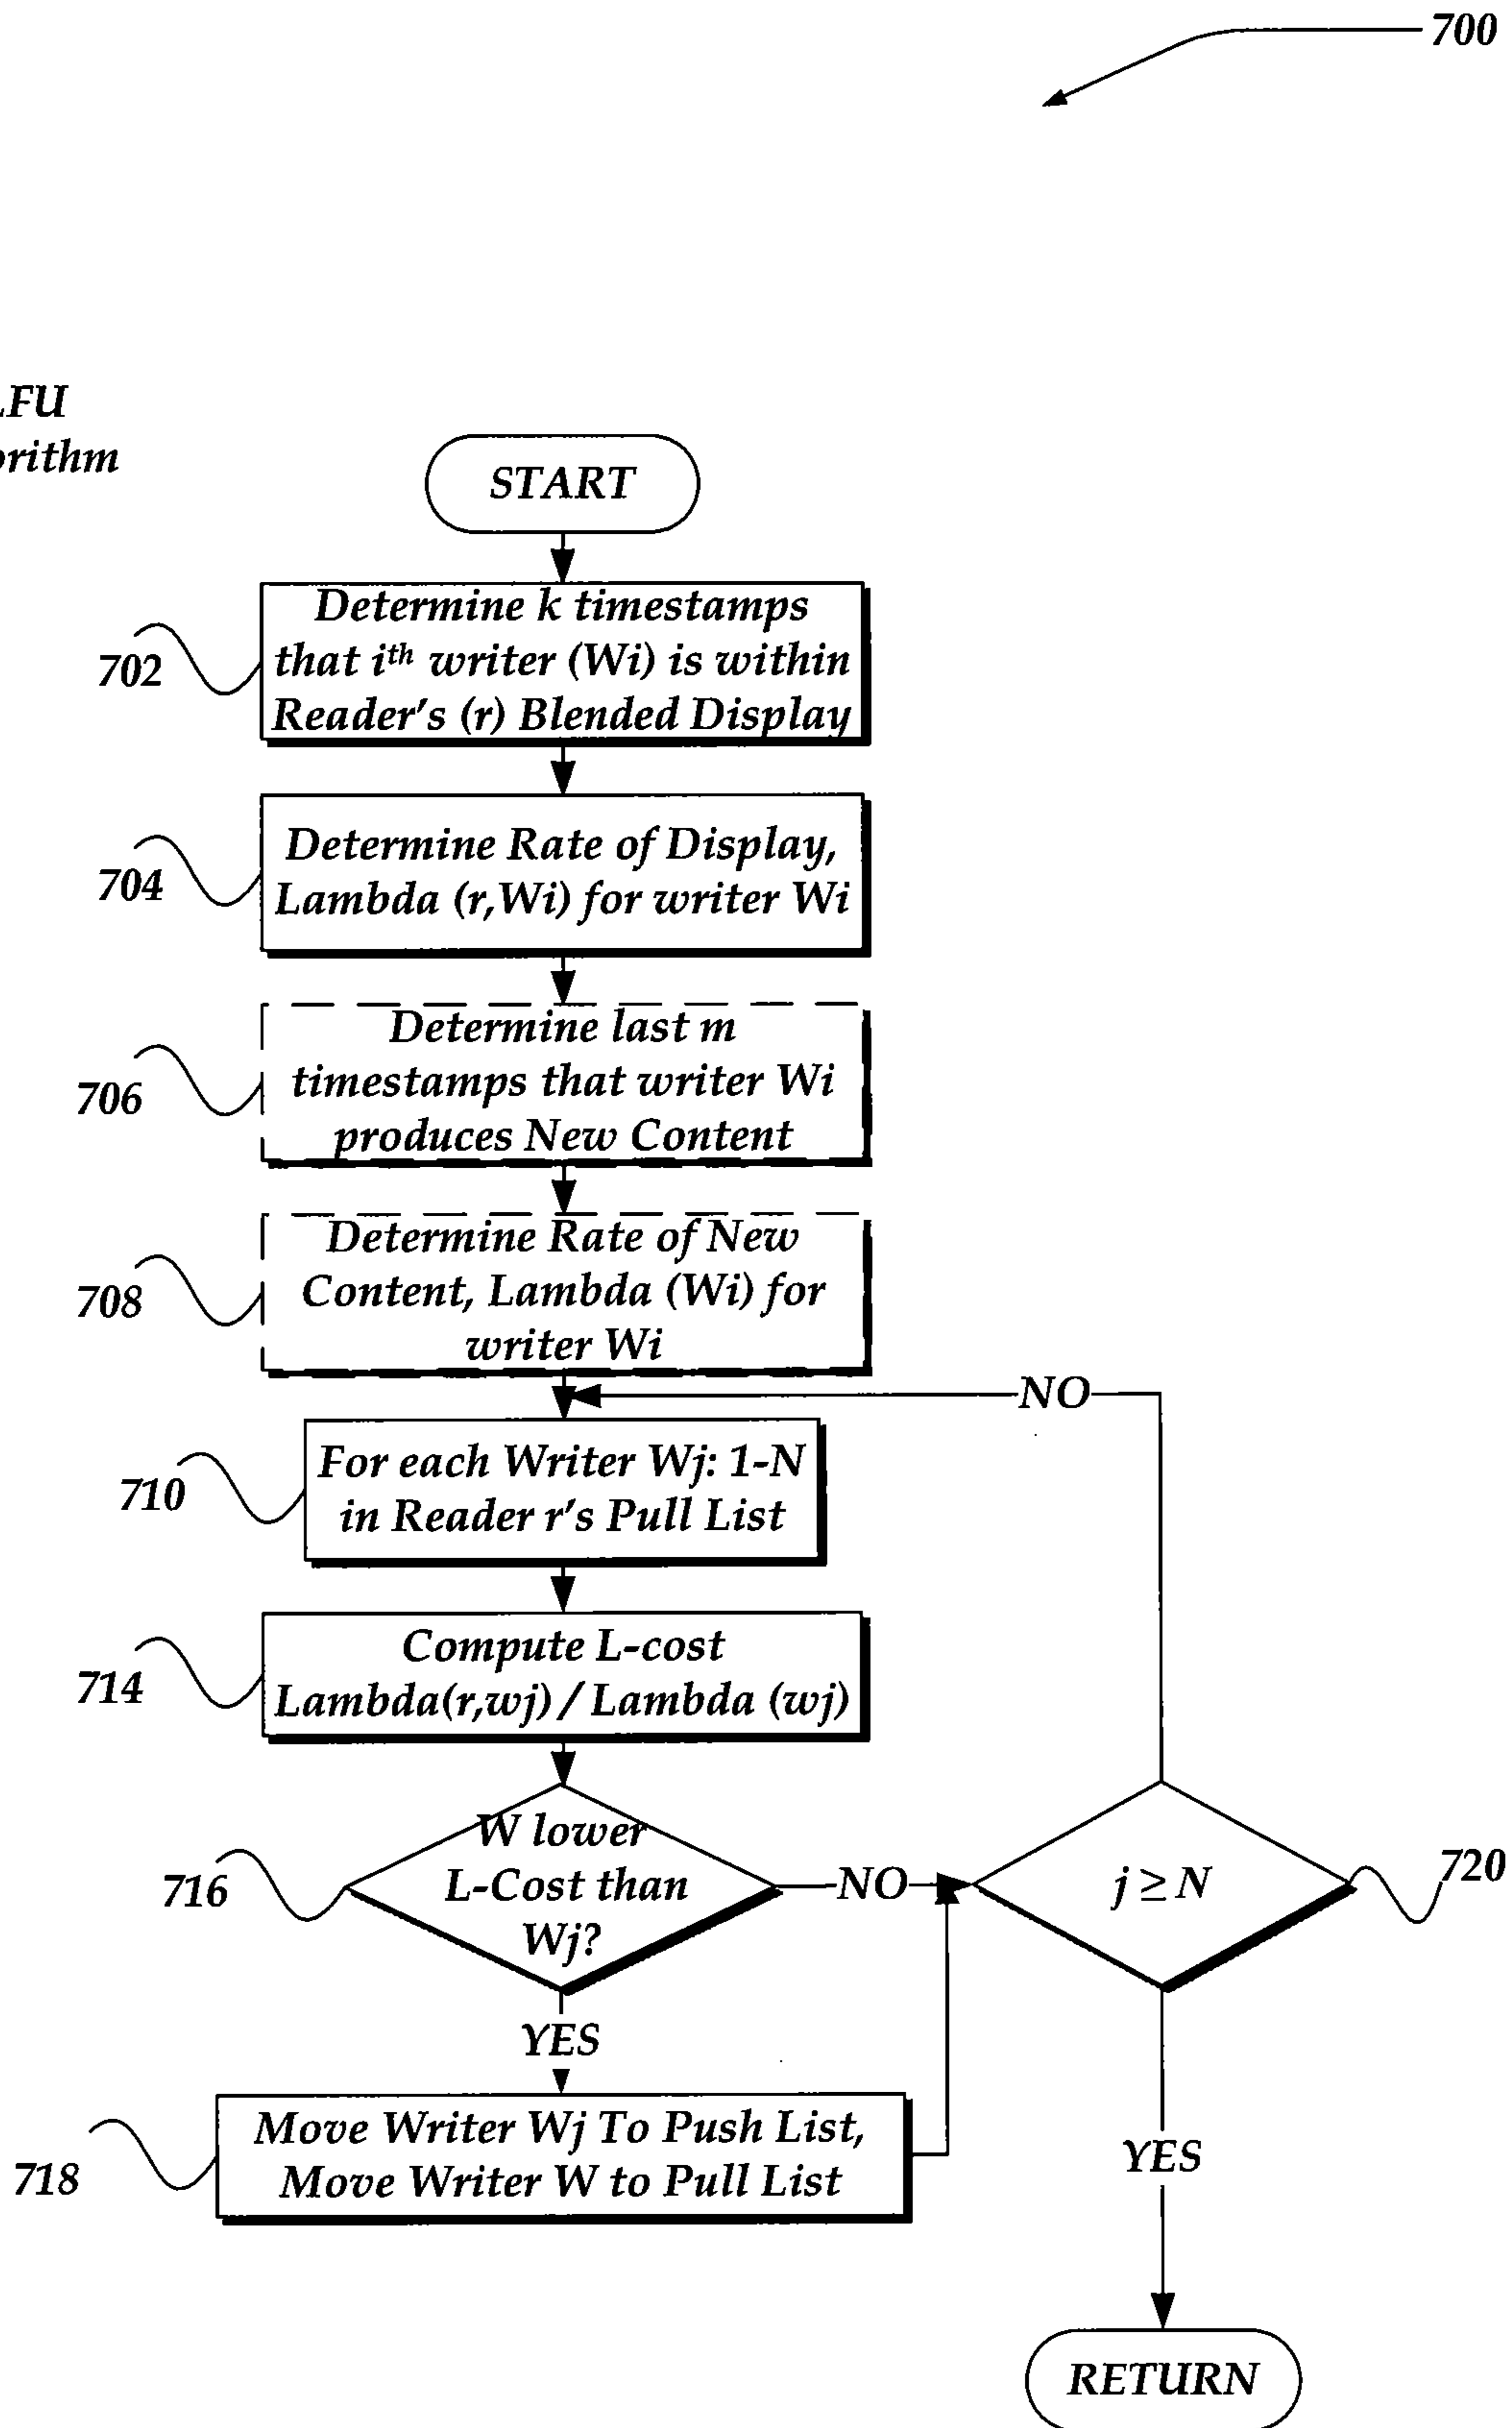 700
LFU
START
Determine k timestamps
that iᵗʰ writer (Wi) is within
Reader's (r) Blended Display
702
Determine Rate of Display,
Lambda (r,Wi) for writer Wi
704
Determine last m
timestamps that writer Wi
produces New Content
706
Determine Rate of New
Content, Lambda (Wi) for
writer Wi
708
NO
For each Writer Wj: 1-N
in Reader r's Pull List
710
Compute L-cost
Lambda(r,wj) / Lambda (wj)
714
W lower
L-Cost than
Wj?
716
NO
j ≥ N
720
YES
Move Writer Wj To Push List,
Move Writer W to Pull List
718
YES
RETURN